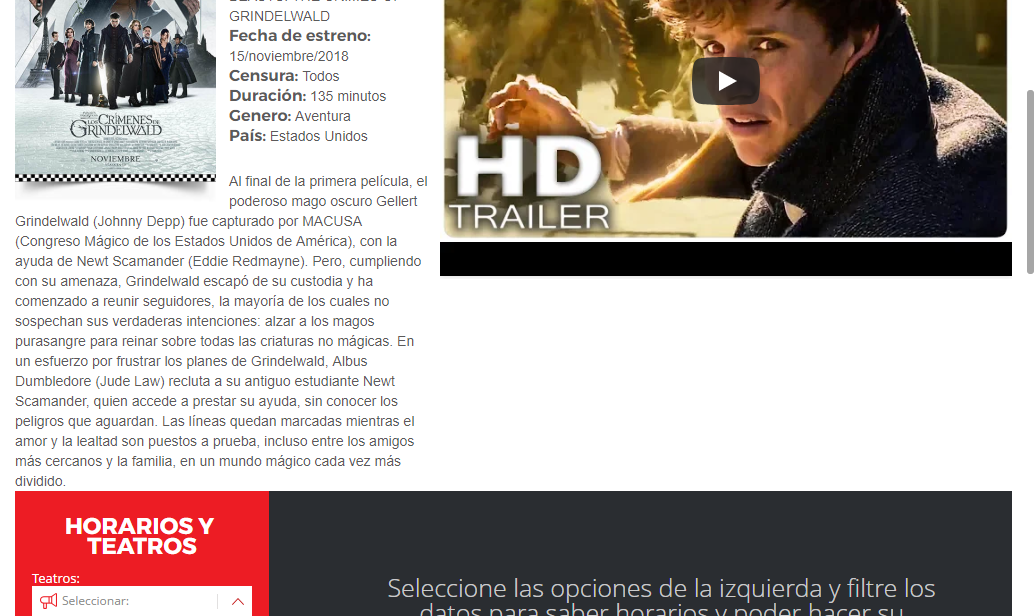 GRINDELWALD
Fecha de estreno:
15/noviembre/2018
Censura: Todos
Duración: 135 minutos
Genero: Aventura
País: Estados Unidos
LOS CRÍMENES DE
GRINDELWALD
NOVIEMBRE
HD
TRAILER
Al final de la primera película, el
poderoso mago oscuro Gellert
Grindelwald (Johnny Depp) fue capturado por MACUSA
(Congreso Mágico de los Estados Unidos de América), con la
ayuda de Newt Scamander (Eddie Redmayne). Pero, cumpliendo
con su amenaza, Grindelwald escapó de su custodia y ha
comenzado a reunir seguidores, la mayoría de los cuales no
sospechan sus verdaderas intenciones: alzar a los magos
purasangre para reinar sobre todas las criaturas no mágicas. En
un esfuerzo por frustrar los planes de Grindelwald, Albus
Dumbledore (Jude Law) recluta a su antiguo estudiante Newt
Scamander, quien accede a prestar su ayuda, sin conocer los
peligros que aguardan. Las líneas quedan marcadas mientras el
amor y la lealtad son puestos a prueba, incluso entre los amigos
más cercanos y la familia, en un mundo mágico cada vez más
dividido.
HORARIOS Y
TEATROS
Teatros:
Seleccionar:
Seleccione las opciones de la izquierda y filtre los
datos para saber horarios y poder hacer su